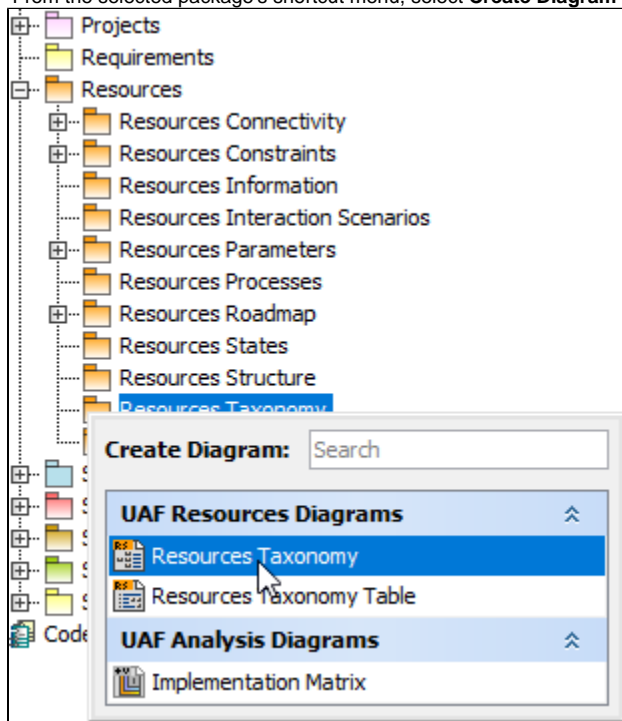 From the selected package's shortcut menu, select Create Diagram
Projects
Requirements
Resources
Resources Connectivity
Resources Constraints
Resources Information
Resources Interaction Scenarios
Resources Parameters
Resources Processes
Resources Roadmap
Resources States
Resources Structure
Resources Taxonomy
Create Diagram: Search
UAF Resources Diagrams
Resources Taxonomy
Resources Taxonomy Table
UAF Analysis Diagrams
Code
Implementation Matrix